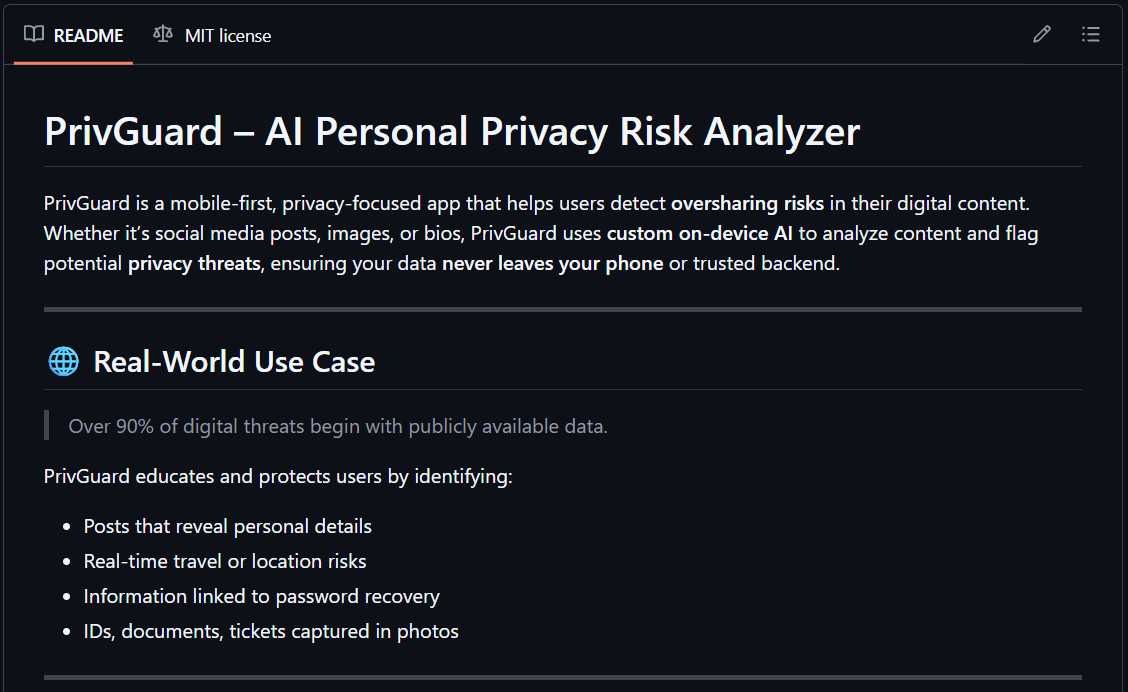 README
MIT license
PrivGuard – AI Personal Privacy Risk Analyzer
PrivGuard is a mobile-first, privacy-focused app that helps users detect oversharing risks in their digital content.
Whether it’s social media posts, images, or bios, PrivGuard uses custom on-device AI to analyze content and flag
potential privacy threats, ensuring your data never leaves your phone or trusted backend.
Real-World Use Case
Over 90% of digital threats begin with publicly available data.
PrivGuard educates and protects users by identifying:
• Posts that reveal personal details
• Real-time travel or location risks
• Information linked to password recovery
• IDs, documents, tickets captured in photos